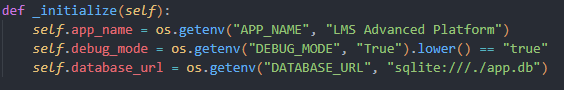 def _initialize(self):
    self.app_name = os.getenv("APP_NAME", "LMS Advanced Platform")
    self.debug_mode = os.getenv("DEBUG_MODE", "True").lower() == "true"
    self.database_url = os.getenv("DATABASE_URL", "sqlite:///./app.db")